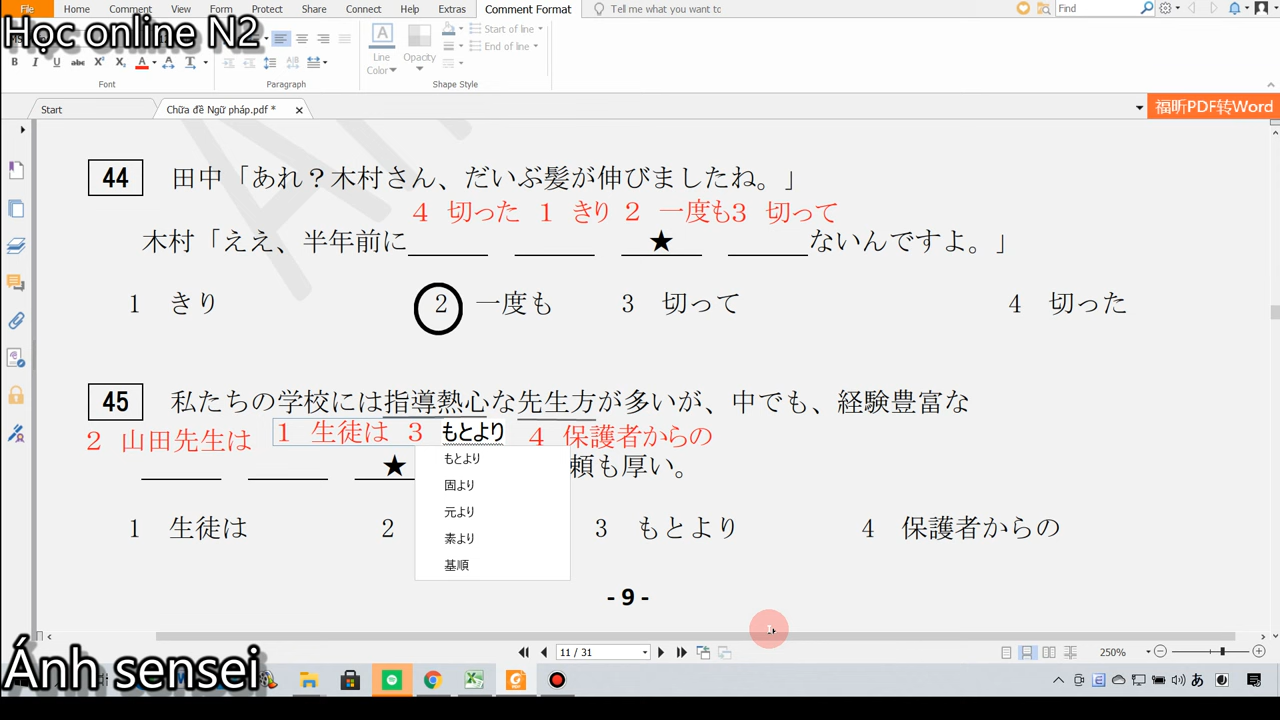 File Home Comment View Form Protect Share Connect Help Extras Comment Format Tell me what you want tc Find
Học online N2
B I U abc X² X₂ A A T
Line Color Opacity Start of line End of line
Font Paragraph Shape Style
Start Chữa đề Ngữ pháp.pdf * 福昕PDF转Word
44 田中「あれ？木村さん、だいぶ髪が伸びましたね。」
4 切った 1 きり 2 一度も3 切って
木村「ええ、半年前に ★ ないんですよ。」
1 きり 2 一度も 3 切って 4 切った
45 私たちの学校には指導熱心な先生方が多いが、中でも、経験豊富な
2 山田先生は 1 生徒は 3 もとより 4 保護者からの
★ 頼も厚い。
もとより
固より
元より
素より
基順
1 生徒は 2 3 もとより 4 保護者からの
- 9 -
11 / 31 250%
Ánh sensei
あ